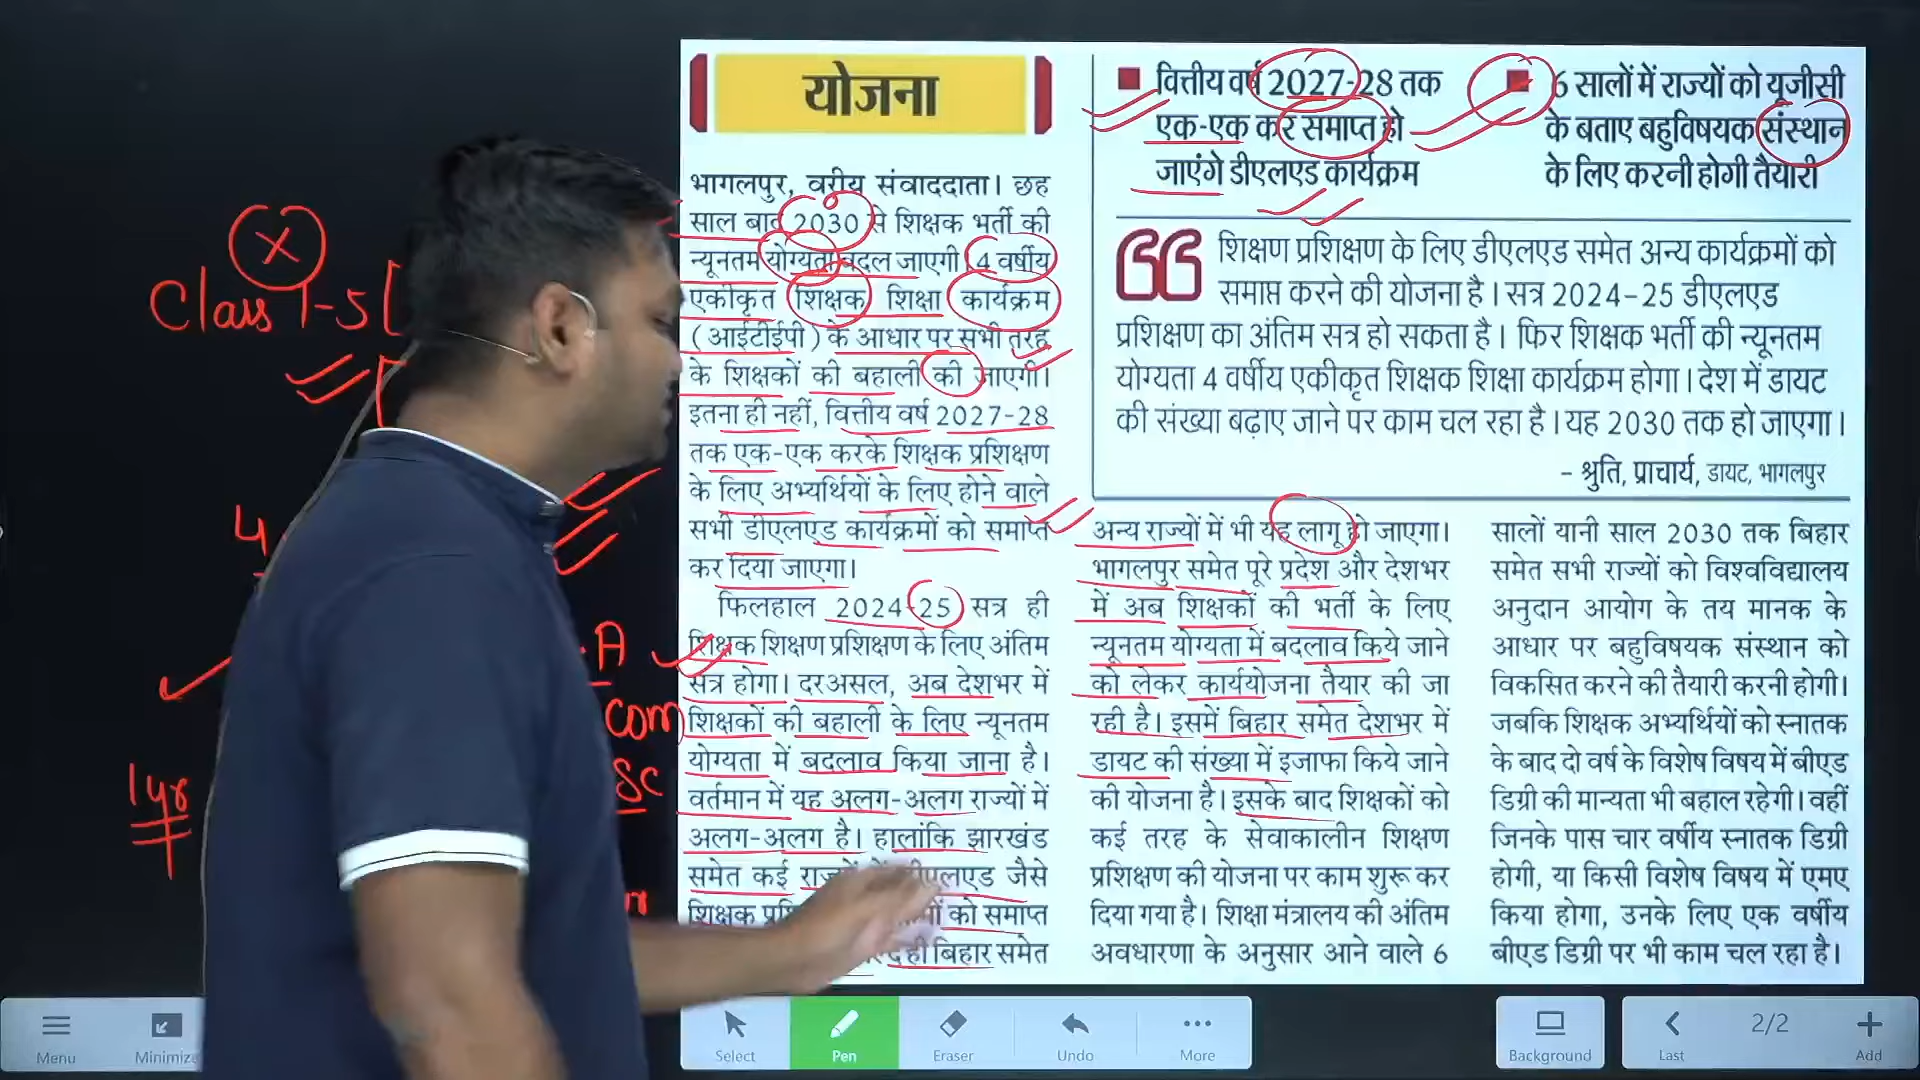 योजना
भागलपुर, वरीय संवाददाता। छह
साल बाद 2030 से शिक्षक भर्ती की
न्यूनतम योग्यता बदल जाएगी 4 वर्षीय
एकीकृत शिक्षक शिक्षा कार्यक्रम
(आईटीईपी) के आधार पर सभी तरह
के शिक्षकों की बहाली की जाएगी।
इतना ही नहीं, वित्तीय वर्ष 2027-28
तक एक-एक करके शिक्षक प्रशिक्षण
के लिए अभ्यर्थियों के लिए होने वाले
सभी डीएलएड कार्यक्रमों को समाप्त
कर दिया जाएगा।
फिलहाल 2024-25 सत्र ही
शिक्षक शिक्षण प्रशिक्षण के लिए अंतिम
सत्र होगा। दरअसल, अब देशभर में
शिक्षकों की बहाली के लिए न्यूनतम
योग्यता में बदलाव किया जाना है।
वर्तमान में यह अलग-अलग राज्यों में
अलग-अलग है। हालांकि झारखंड
समेत कई जैसे
शिक्षक को समाप्त
ही बिहार समेत
वित्तीय वर्ष 2027-28 तक
एक-एक कर समाप्त हो
जाएंगे डीएलएड कार्यक्रम
6 सालों में राज्यों को यूजीसी
के बताए बहुविषयक संस्थान
के लिए करनी होगी तैयारी
शिक्षण प्रशिक्षण के लिए डीएलएड समेत अन्य कार्यक्रमों को
समाप्त करने की योजना है। सत्र 2024-25 डीएलएड
प्रशिक्षण का अंतिम सत्र हो सकता है। फिर शिक्षक भर्ती की न्यूनतम
योग्यता 4 वर्षीय एकीकृत शिक्षक शिक्षा कार्यक्रम होगा। देश में डायट
की संख्या बढ़ाए जाने पर काम चल रहा है। यह 2030 तक हो जाएगा।
- श्रुति, प्राचार्य, डायट, भागलपुर
अन्य राज्यों में भी यह लागू हो जाएगा।
भागलपुर समेत पूरे प्रदेश और देशभर
में अब शिक्षकों की भर्ती के लिए
न्यूनतम योग्यता में बदलाव किये जाने
को लेकर कार्ययोजना तैयार की जा
रही है। इसमें बिहार समेत देशभर में
डायट की संख्या में इजाफा किये जाने
की योजना है। इसके बाद शिक्षकों को
कई तरह के सेवाकालीन शिक्षण
प्रशिक्षण की योजना पर काम शुरू कर
दिया गया है। शिक्षा मंत्रालय की अंतिम
अवधारणा के अनुसार आने वाले 6
सालों यानी साल 2030 तक बिहार
समेत सभी राज्यों को विश्वविद्यालय
अनुदान आयोग के तय मानक के
आधार पर बहुविषयक संस्थान को
विकसित करने की तैयारी करनी होगी।
जबकि शिक्षक अभ्यर्थियों को स्नातक
के बाद दो वर्ष के विशेष विषय में बीएड
डिग्री की मान्यता भी बहाल रहेगी। वहीं
जिनके पास चार वर्षीय स्नातक डिग्री
होगी, या किसी विशेष विषय में एमए
किया होगा, उनके लिए एक वर्षीय
बीएड डिग्री पर भी काम चल रहा है।
Class 1-5
4
A
com
Sc
1yr
Menu
Minimize
Select
Pen
Eraser
Undo
More
Background
Last
2/2
Add